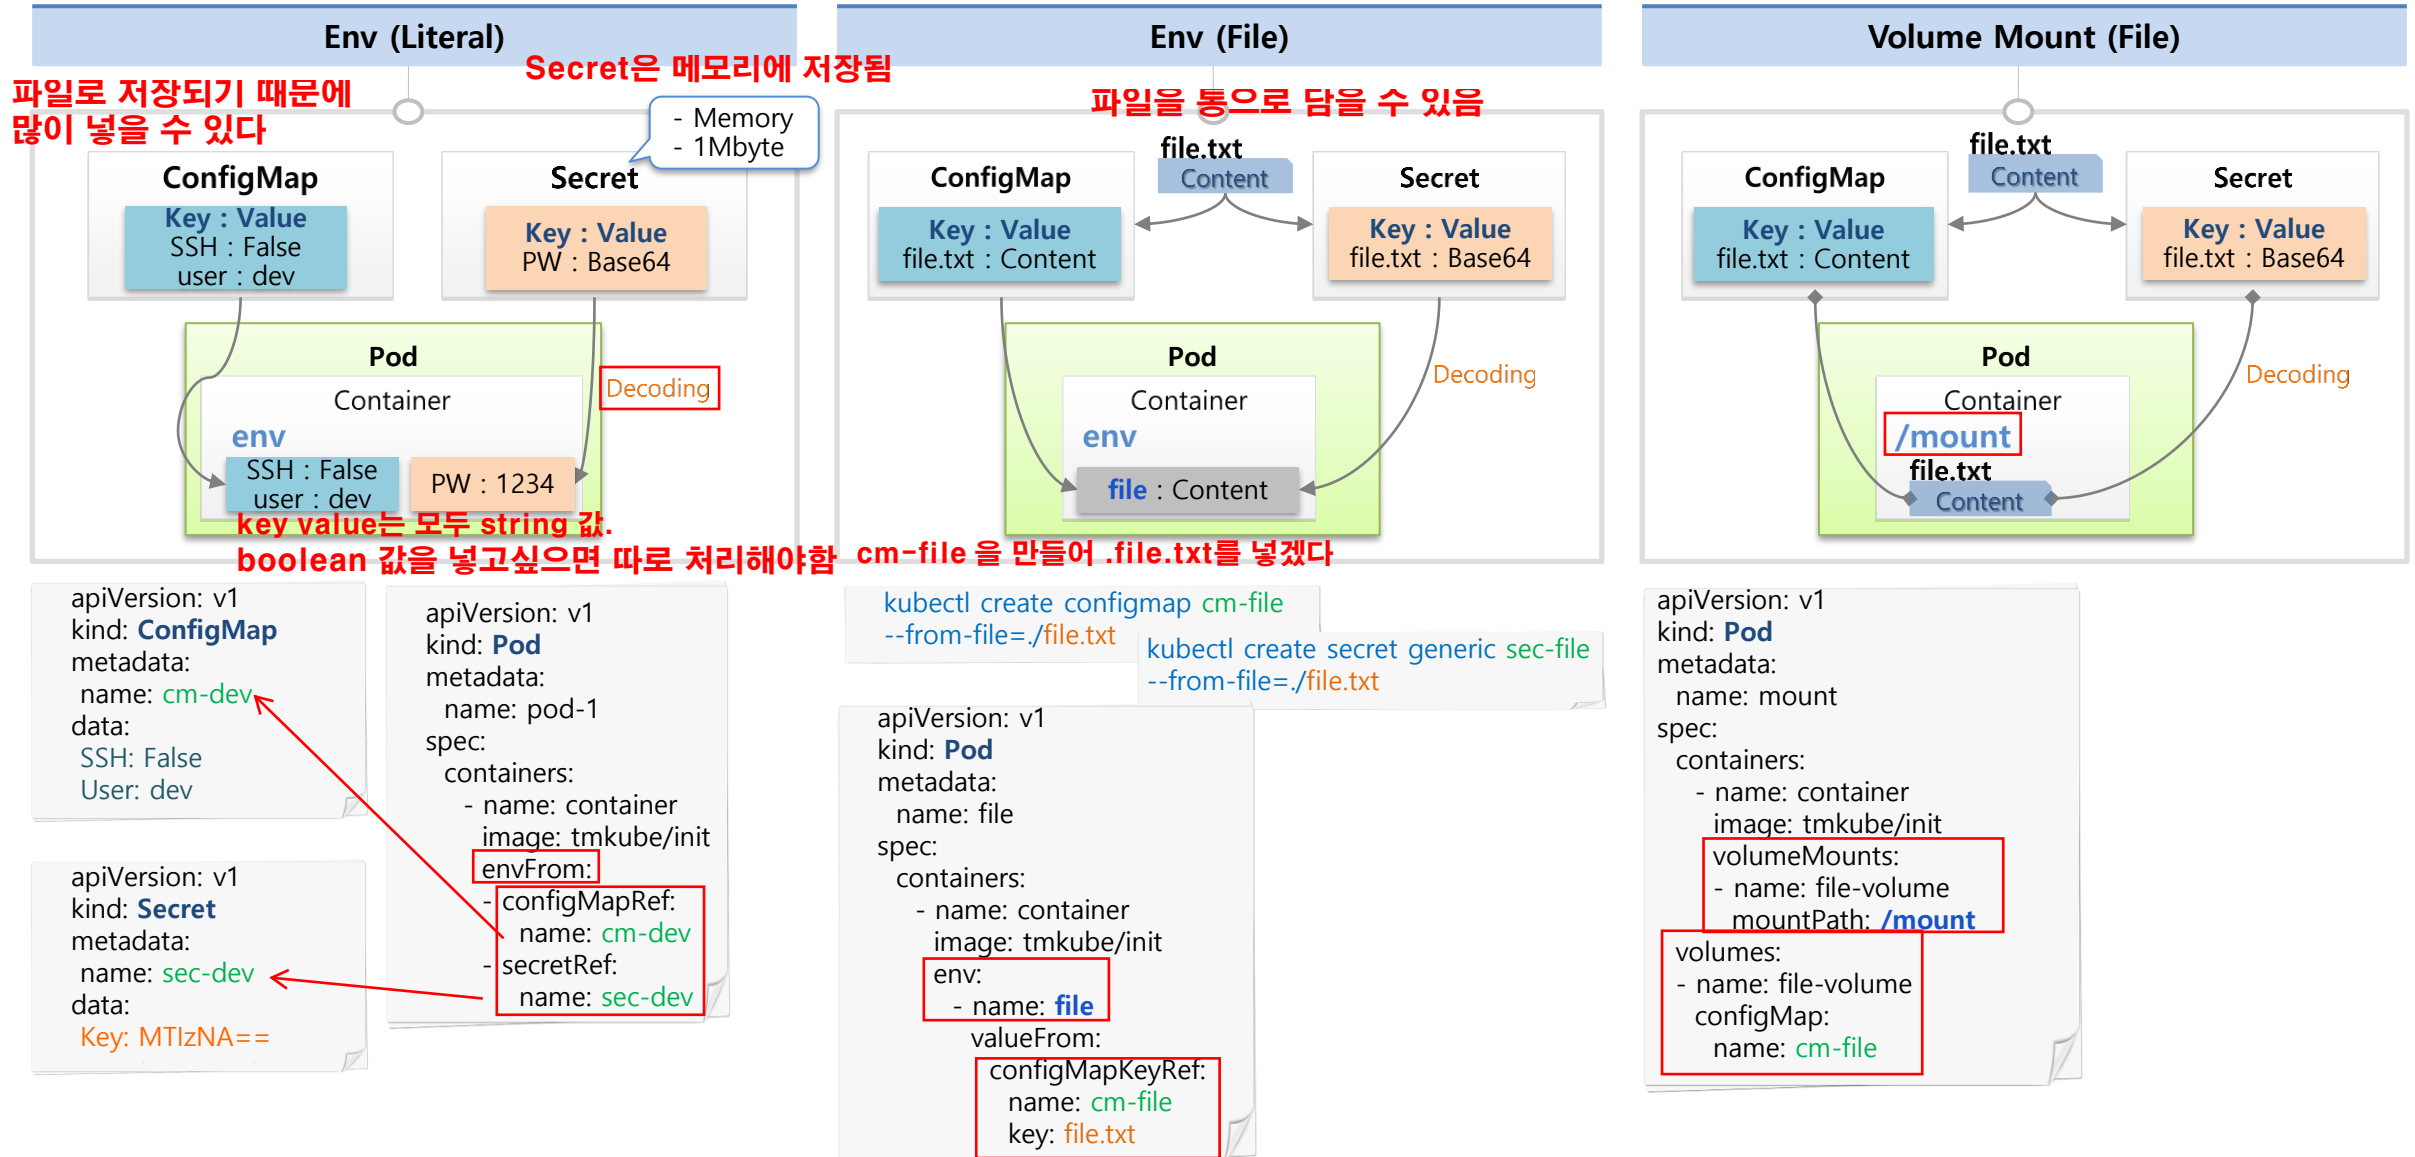 Env (Literal)
파일로 저장되기 때문에
많이 넣을 수 있다
Secret은 메모리에 저장됨
- Memory
- 1Mbyte
ConfigMap
Key : Value
SSH : False
user : dev
Secret
Key : Value
PW : Base64
Pod
Container
Decoding
env
SSH : False
user : dev
PW : 1234
key value는 모두 string 값.
boolean 값을 넣고싶으면 따로 처리해야함
apiVersion: v1
kind: ConfigMap
metadata:
name: cm-dev
data:
SSH: False
User: dev
apiVersion: v1
kind: Secret
metadata:
name: sec-dev
data:
Key: MTIzNA==
apiVersion: v1
kind: Pod
metadata:
name: pod-1
spec:
containers:
- name: container
image: tmkube/init
envFrom:
- configMapRef:
name: cm-dev
- secretRef:
name: sec-dev
Env (File)
파일을 통으로 담을 수 있음
file.txt
Content
ConfigMap
Key : Value
file.txt : Content
Secret
Key : Value
file.txt : Base64
Pod
Container
Decoding
env
file : Content
cm-file 을 만들어 .file.txt를 넣겠다
kubectl create configmap cm-file
--from-file=./file.txt
kubectl create secret generic sec-file
--from-file=./file.txt
apiVersion: v1
kind: Pod
metadata:
name: file
spec:
containers:
- name: container
image: tmkube/init
env:
- name: file
valueFrom:
configMapKeyRef:
name: cm-file
key: file.txt
Volume Mount (File)
file.txt
Content
ConfigMap
Key : Value
file.txt : Content
Secret
Key : Value
file.txt : Base64
Pod
Container
Decoding
/mount
file.txt
Content
apiVersion: v1
kind: Pod
metadata:
name: mount
spec:
containers:
- name: container
image: tmkube/init
volumeMounts:
- name: file-volume
mountPath: /mount
volumes:
- name: file-volume
configMap:
name: cm-file